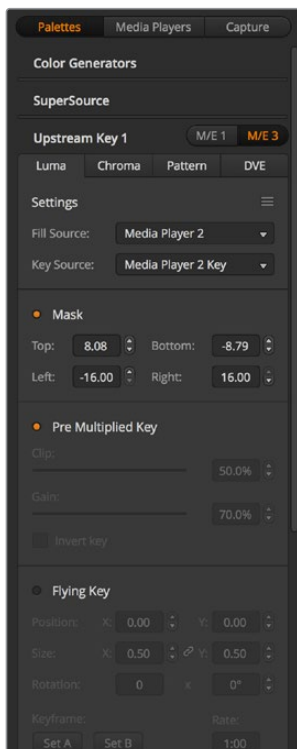 Palettes Media Players Capture
Color Generators
SuperSource
Upstream Key 1 M/E 1 M/E 3
Luma Chroma Pattern DVE
Settings
Fill Source: Media Player 2
Key Source: Media Player 2 Key
Mask
Top: 8.08 Bottom: -8.79
Left: -16.00 Right: 16.00
Pre Multiplied Key
Clip:
50.0%
Gain:
70.0%
Invert key
Flying Key
Position: X: 0.00 Y: 0.00
Size: X: 0.50 Y: 0.50
Rotation: 0 x 0°
Keyframe: Rate:
Set A Set B 1:00